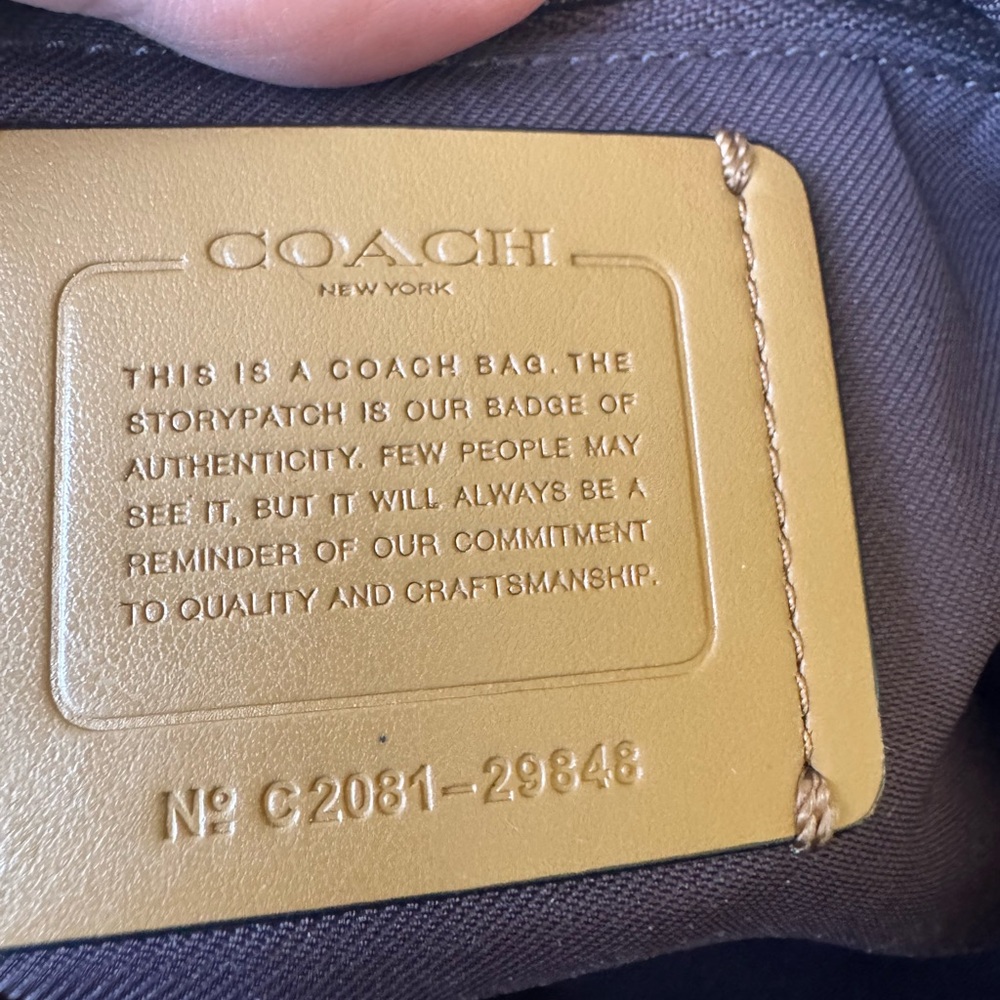 COACH
NEW YORK
THIS IS A COACH BAG. THE
STORYPATCH IS OUR BADGE OF
AUTHENTICITY. FEW PEOPLE MAY
SEE IT, BUT IT WILL ALWAYS BE A
REMINDER OF OUR COMMITMENT
TO QUALITY AND CRAFTSMANSHIP.
Nº C2081-29848